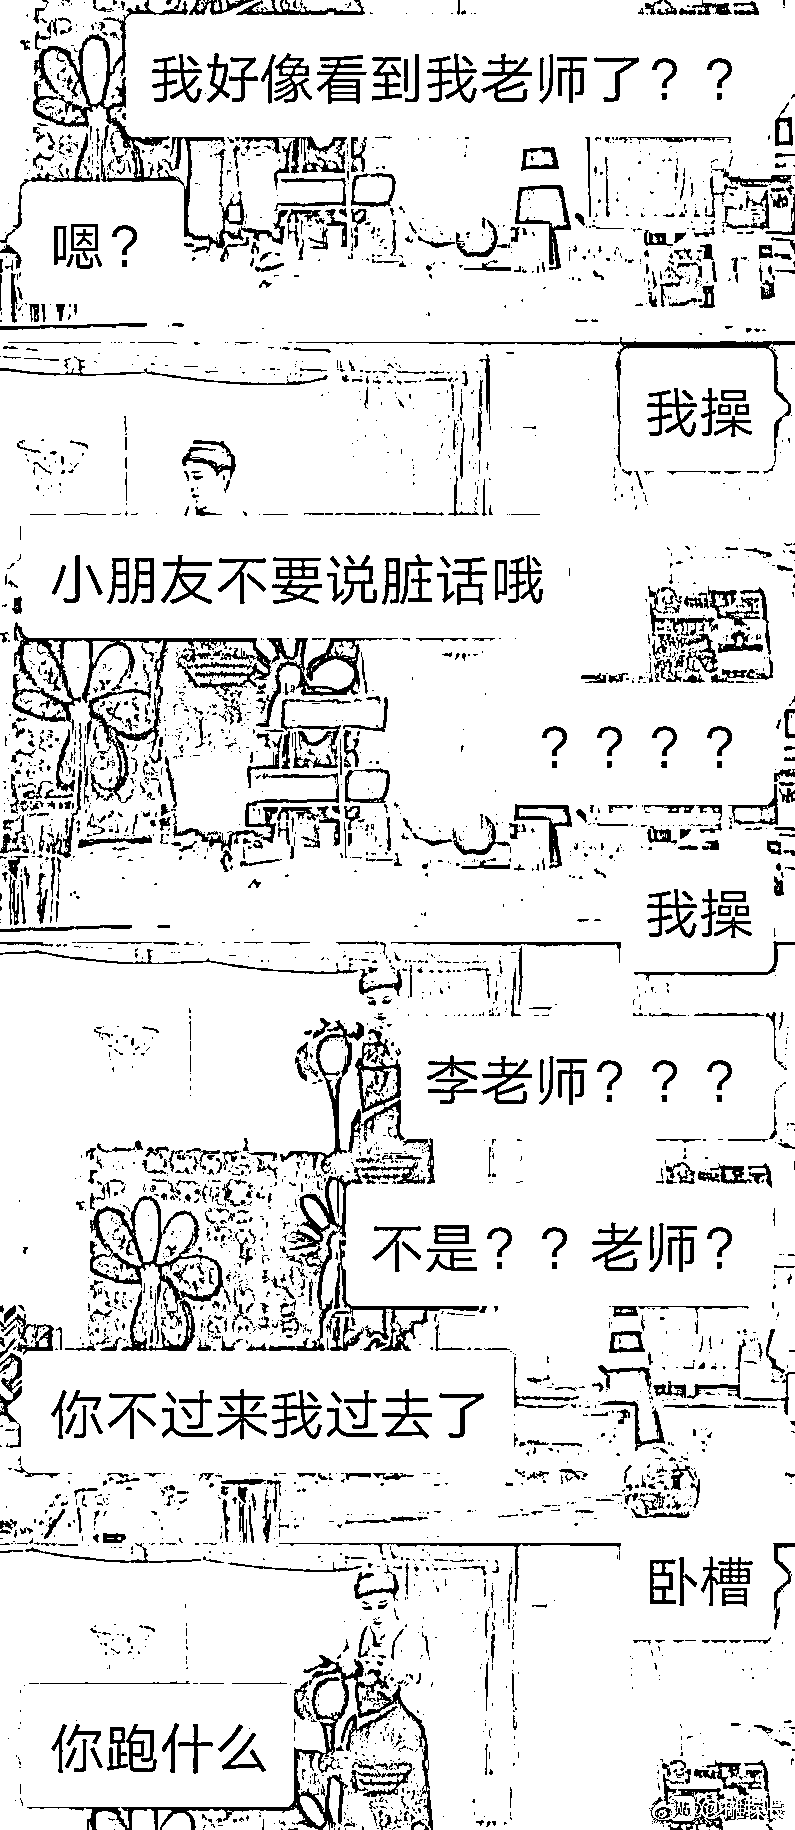 我好像看到我老师了？？
嗯？
我操
小朋友不要说脏话哦
？？？？
我操
李老师？？？
不是？？老师？
你不过来我过去了
卧槽
你跑什么